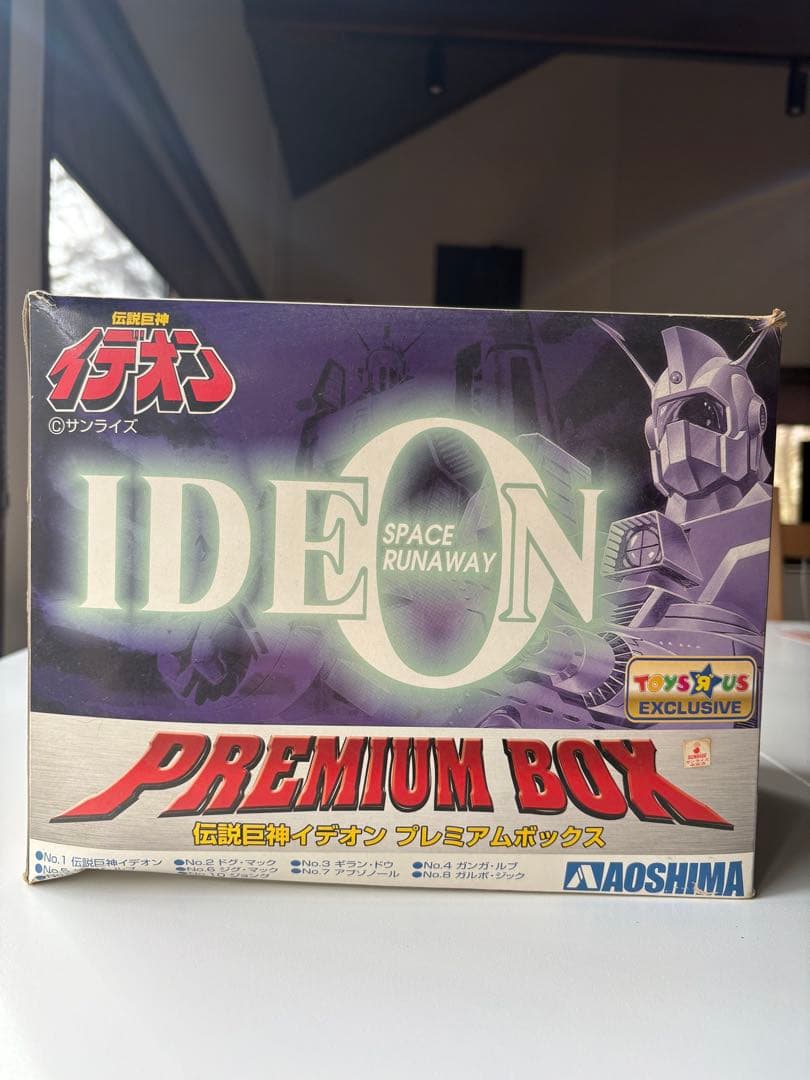 伝説巨神
イデオン
©サンライズ
IDEON
SPACE
RUNAWAY
TOYSЯUS
EXCLUSIVE
PREMIUM BOX
伝説巨神イデオン プレミアムボックス
●No.1 伝説巨神イデオン ●No.2 ドグ・マック ●No.3 ギラン・ドウ ●No.4 ガンガ・ルブ
●No.6 ジグ・マック ●No.7 アブゾノール ●No.8 ガルボ・ジック
AOSHIMA